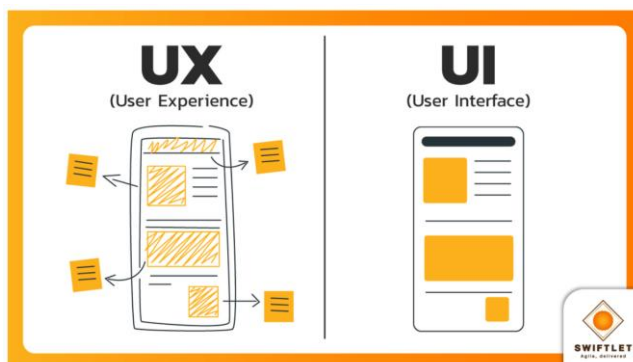 UX
(User Experience)
UI
(User Interface)
SWIFTLET
Agile, delivered